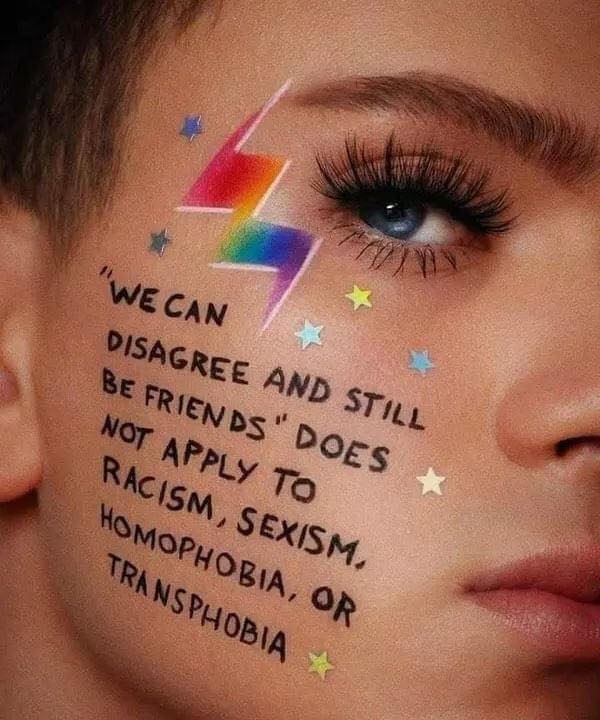 "WE CAN
DISAGREE AND STILL
BE FRIENDS" DOES
NOT APPLY TO
RACISM, SEXISM,
HOMOPHOBIA, OR
TRANSPHOBIA